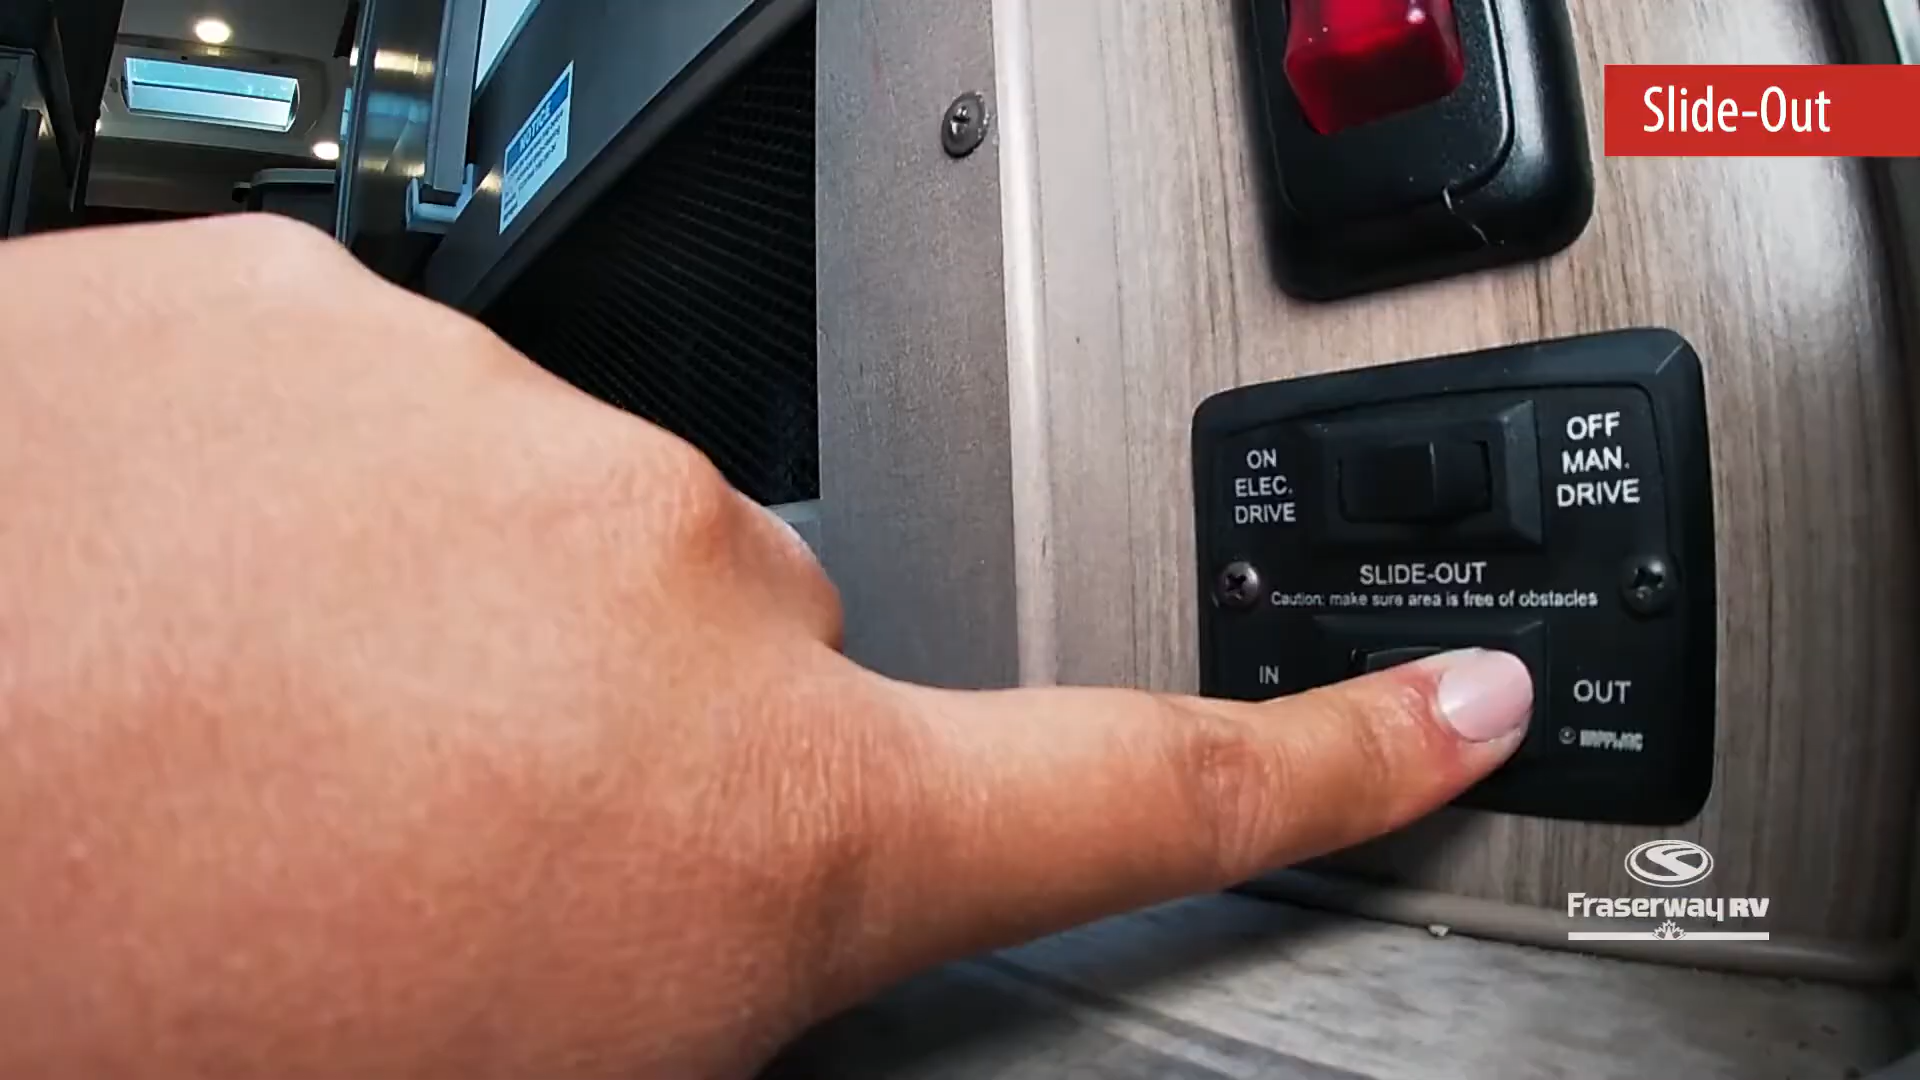 Slide-Out
NOTICE
ON
ELEC.
DRIVE
OFF
MAN.
DRIVE
SLIDE-OUT
Caution: make sure area is free of obstacles
IN
OUT
Fraserway RV